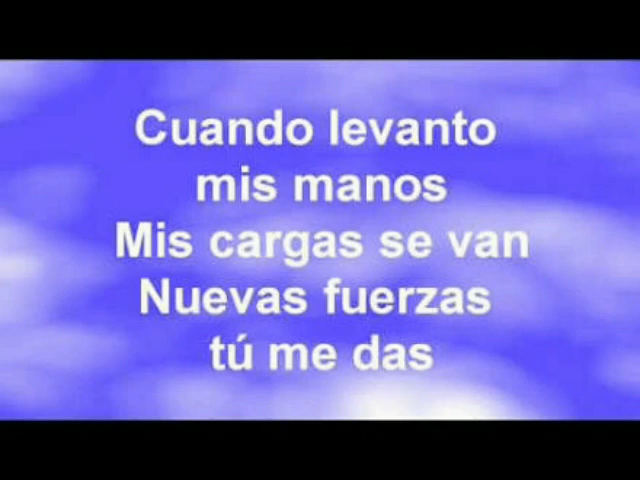 Cuando levanto
mis manos
Mis cargas se van
Nuevas fuerzas
tú me das